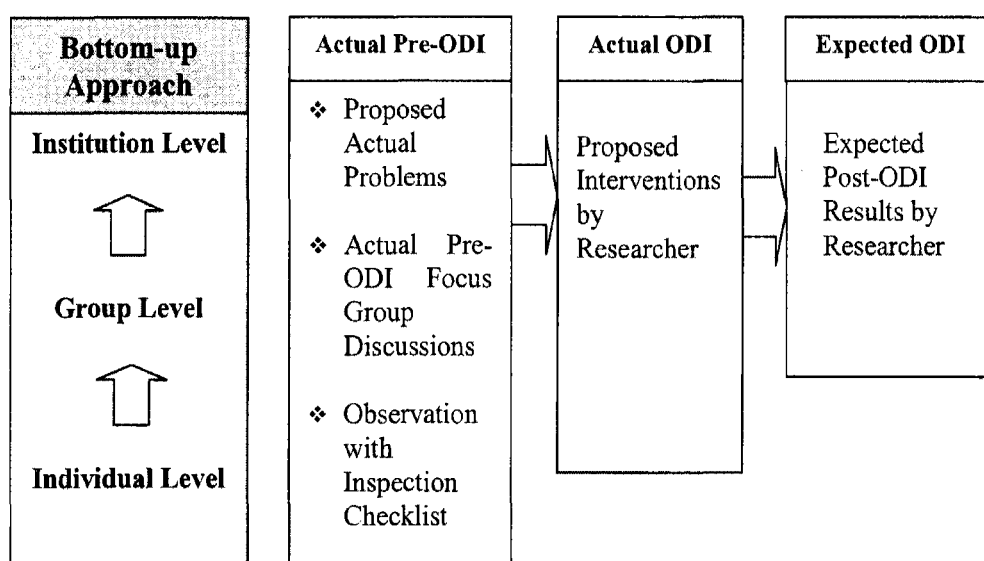 Bottom-up
Approach
Institution Level
Group Level
Individual Level
Actual Pre-ODI
❖ Proposed
Actual
Problems
❖ Actual Pre-
ODI Focus
Group
Discussions
❖ Observation
with
Inspection
Checklist
Actual ODI
Proposed
Interventions
by
Researcher
Expected ODI
Expected
Post-ODI
Results by
Researcher